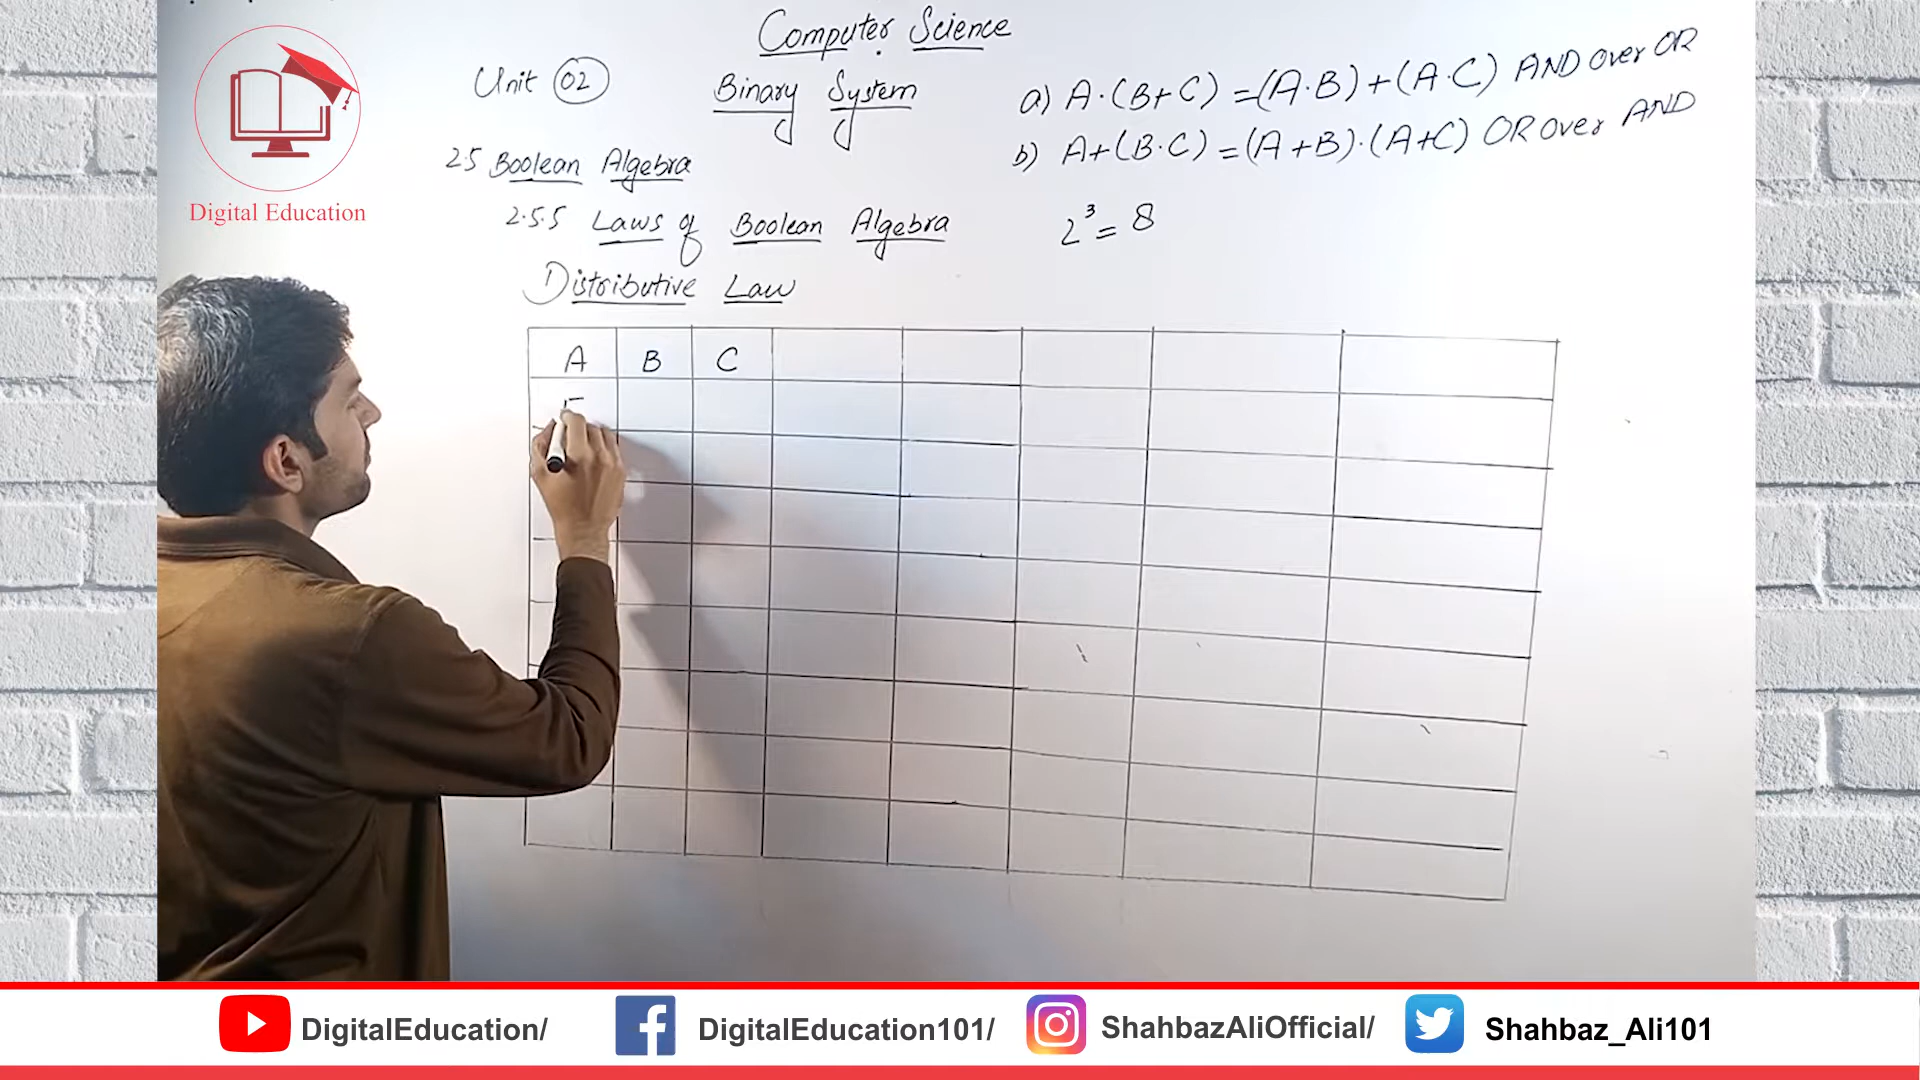 Computer Science
Unit 02
Binary System
a) A·(B+C) = (A·B)+(A·C) AND over OR
b) A+(B·C) = (A+B)·(A+C) OR over AND
2.5 Boolean Algebra
2.5.5 Laws of Boolean Algebra
2³ = 8
Distributive Law
A B C
F
Digital Education
DigitalEducation/
DigitalEducation101/
ShahbazAliOfficial/
Shahbaz_Ali101